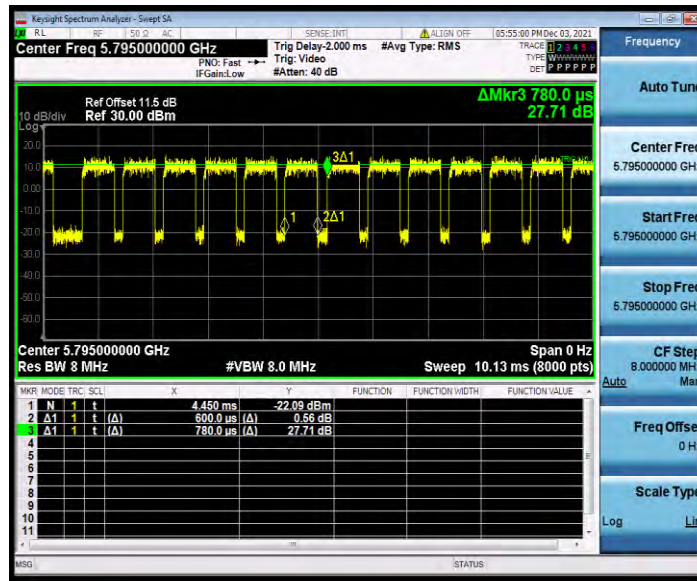 Keysight Spectrum Analyzer - Swept SA
LXI RL RF 50 Ω AC SENSE:INT ALIGN OFF 05:55:00 PM Dec 03, 2021
Center Freq 5.795000000 GHz
PNO: Fast
IFGain:Low
Trig Delay-2.000 ms
Trig: Video
#Atten: 40 dB
#Avg Type: RMS
TRACE 1 2 3 4 5 6
TYPE W
DET P P P P P P
Frequency
Auto Tune
Center Freq
5.795000000 GH
Start Freq
5.795000000 GH
Stop Freq
5.795000000 GH
CF Step
8.000000 MH
Auto Ma
Freq Offse
0 H
Scale Type
Log Li
ΔMkr3 780.0 µs
27.71 dB
Ref Offset 11.5 dB
10 dB/div Ref 30.00 dBm
Log
20.0
10.0
0.00
-10.0
-20.0
-30.0
-40.0
-50.0
-60.0
3Δ1
1
2Δ1
Center 5.795000000 GHz Span 0 Hz
Res BW 8 MHz #VBW 8.0 MHz Sweep 10.13 ms (8000 pts)
MKR MODE TRC SCL X Y FUNCTION FUNCTION WIDTH FUNCTION VALUE
1 N 1 t 4.450 ms -22.09 dBm
2 Δ1 1 t (Δ) 600.0 µs (Δ) 0.56 dB
3 Δ1 1 t (Δ) 780.0 µs (Δ) 27.71 dB
4
5
6
7
8
9
10
11
MSG STATUS